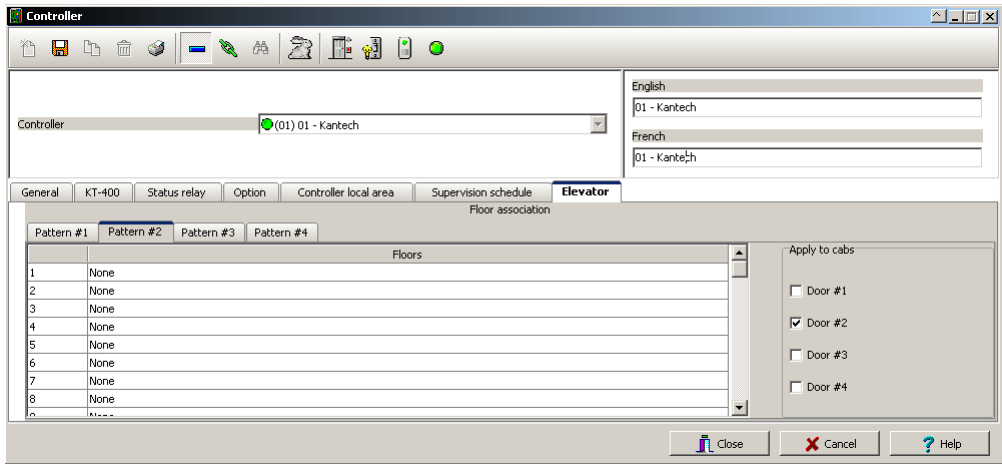 Controller
English
01 - Kantech
Controller (01) 01 - Kantech
French
01 - Kantech
General KT-400 Status relay Option Controller local area Supervision schedule Elevator
Floor association
Pattern #1 Pattern #2 Pattern #3 Pattern #4
Floors
Apply to cabs
1 None
2 None
3 None
4 None
5 None
6 None
7 None
8 None
Door #1
Door #2
Door #3
Door #4
Close Cancel ? Help